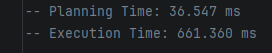 -- Planning Time: 36.547 ms
-- Execution Time: 661.360 ms